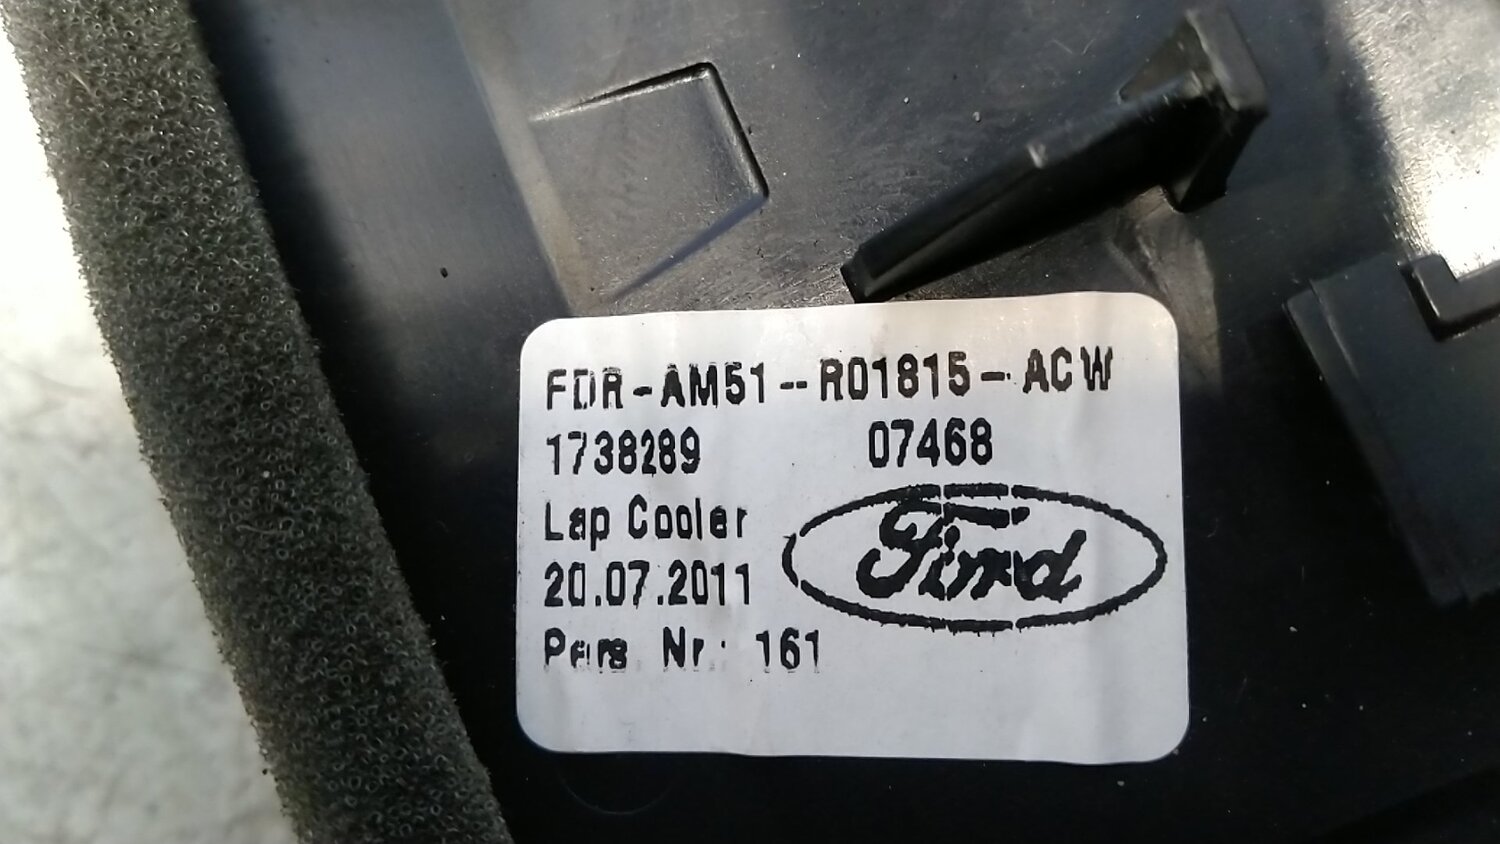 FDR-AM51--R01815-ACW
1738289 07468
Lap Cooler
20.07.2011
Ford
Pers. Nr.: 161